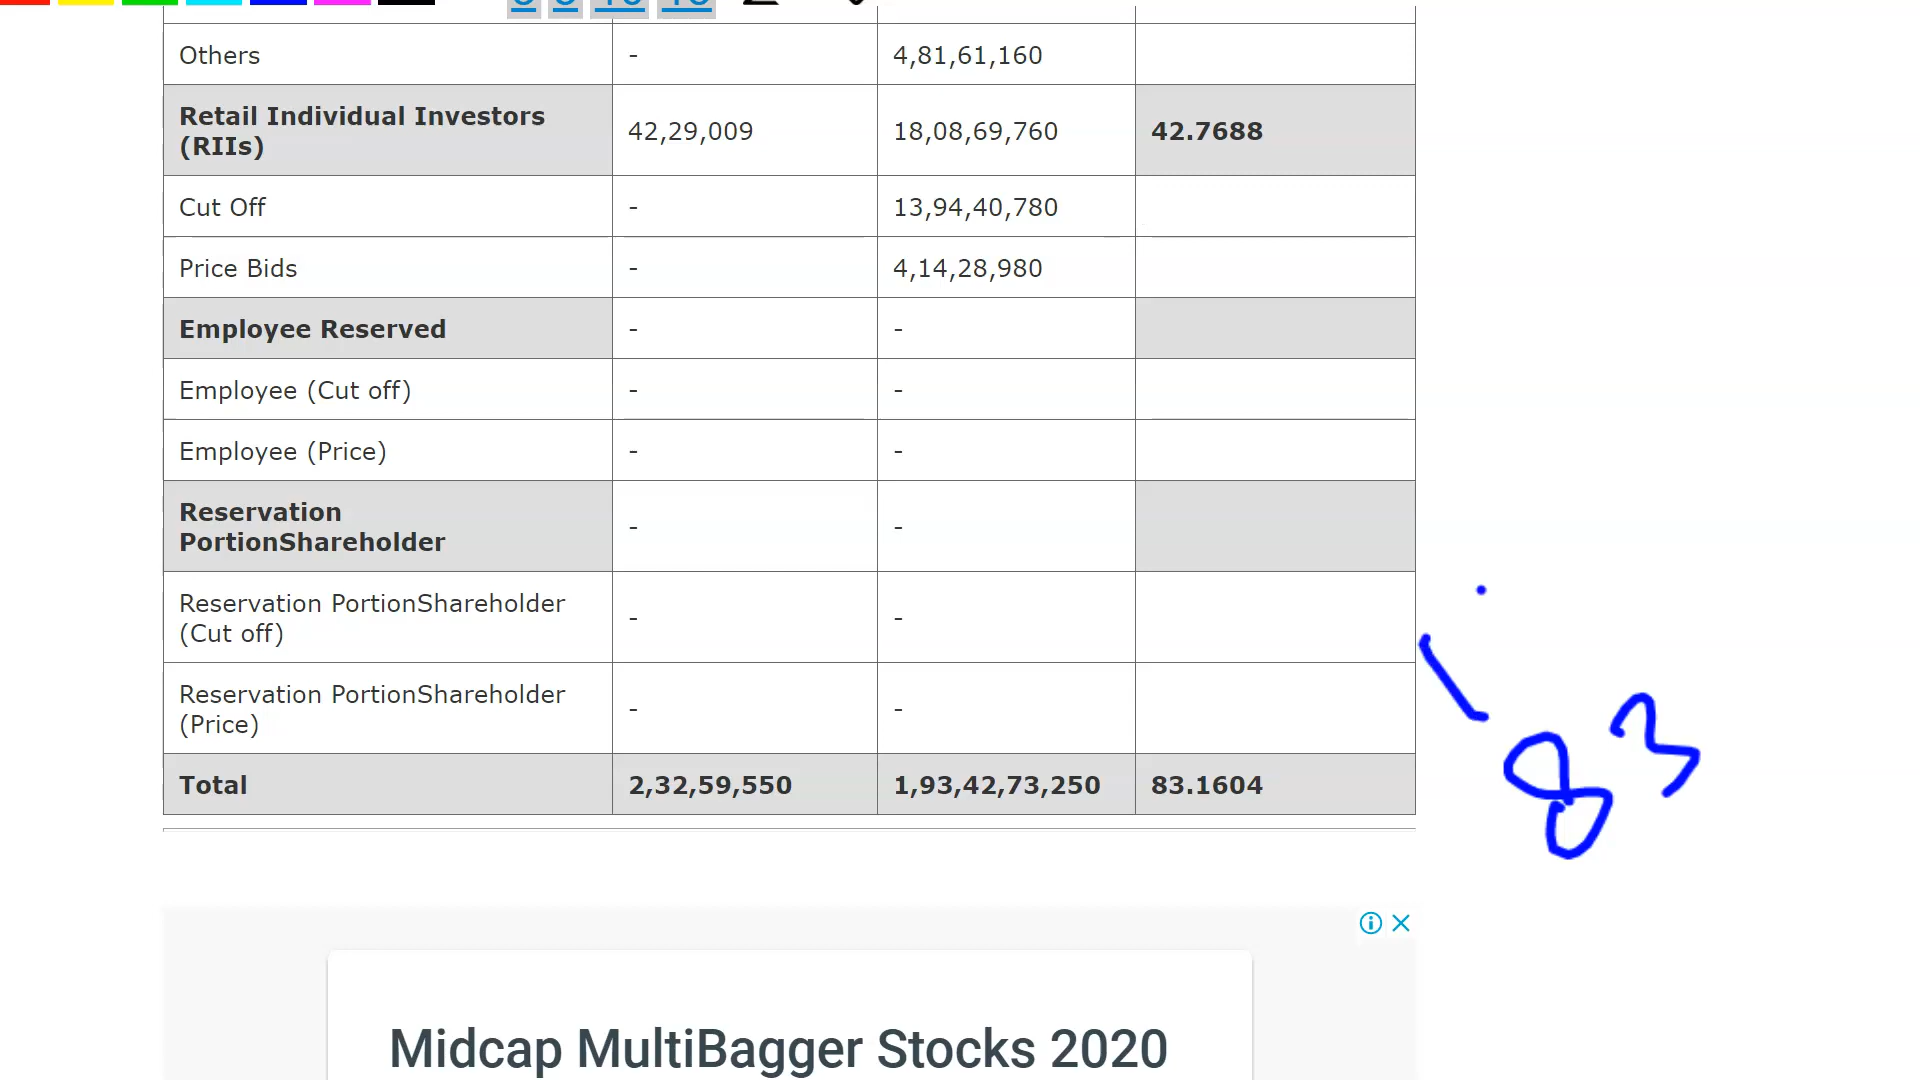 Others - 4,81,61,160
Retail Individual Investors
(RIIs) 42,29,009 18,08,69,760 42.7688
Cut Off - 13,94,40,780
Price Bids - 4,14,28,980
Employee Reserved - -
Employee (Cut off) - -
Employee (Price) - -
Reservation
PortionShareholder - -
Reservation PortionShareholder
(Cut off) - -
Reservation PortionShareholder
(Price) - -
Total 2,32,59,550 1,93,42,73,250 83.1604
83
Midcap MultiBagger Stocks 2020